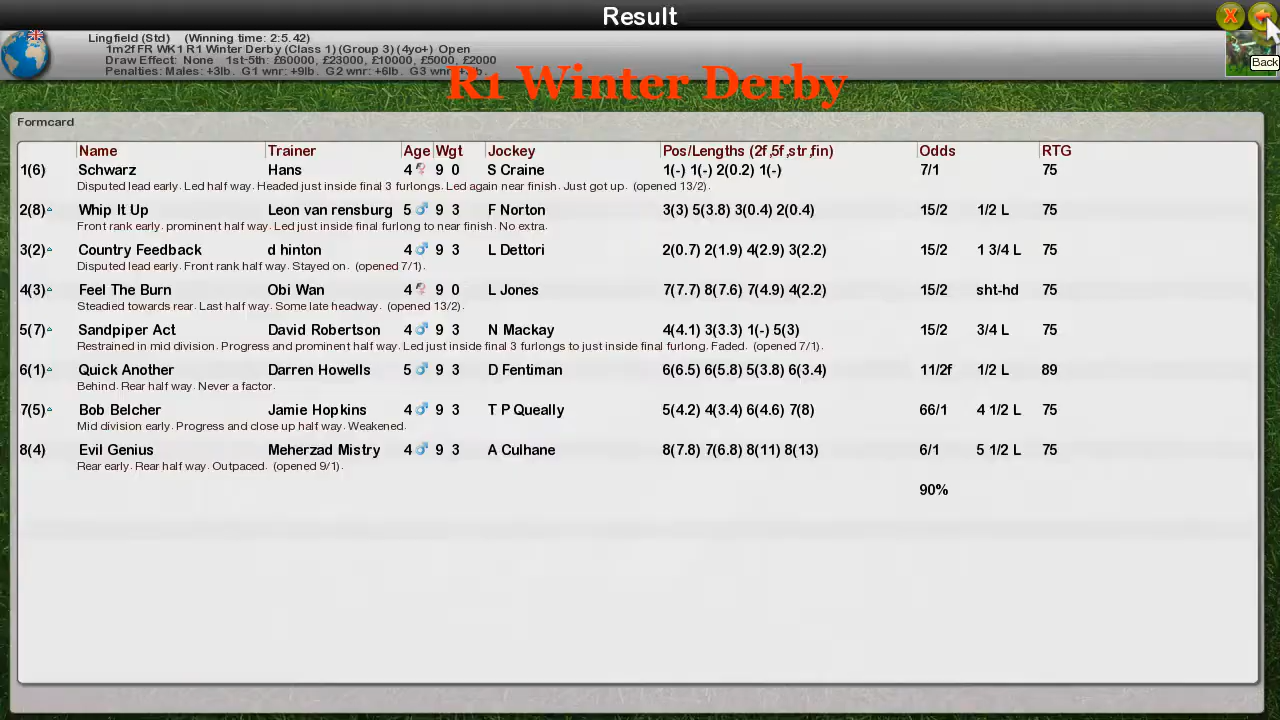 Result
Lingfield (Std) (Winning time: 2:5.42)
1m2f FR WK1 R1 Winter Derby (Class 1) (Group 3) (4yo+) Open
Draw Effect: None 1st-5th: £60000, £23000, £10000, £5000, £2000
Penalties: Males: +3lb. G1 wnr: +9lb. G2 wnr: +6lb. G3 wnr:
Back
R1 Winter Derby
Formcard
Name Trainer Age Wgt Jockey Pos/Lengths (2f,5f,str,fin) Odds RTG
1(6) Schwarz Hans 4 9 0 S Craine 1(-) 1(-) 2(0.2) 1(-) 7/1 75
Disputed lead early. Led half way. Headed just inside final 3 furlongs. Led again near finish. Just got up. (opened 13/2).
2(8) Whip It Up Leon van rensburg 5 9 3 F Norton 3(3) 5(3.8) 3(0.4) 2(0.4) 15/2 1/2 L 75
Front rank early. prominent half way. Led just inside final furlong to near finish. No extra.
3(2) Country Feedback d hinton 4 9 3 L Dettori 2(0.7) 2(1.9) 4(2.9) 3(2.2) 15/2 1 3/4 L 75
Disputed lead early. Front rank half way. Stayed on. (opened 7/1).
4(3) Feel The Burn Obi Wan 4 9 0 L Jones 7(7.7) 8(7.6) 7(4.9) 4(2.2) 15/2 sht-hd 75
Steadied towards rear. Last half way. Some late headway. (opened 13/2).
5(7) Sandpiper Act David Robertson 4 9 3 N Mackay 4(4.1) 3(3.3) 1(-) 5(3) 15/2 3/4 L 75
Restrained in mid division. Progress and prominent half way. Led just inside final 3 furlongs to just inside final furlong. Faded. (opened 7/1).
6(1) Quick Another Darren Howells 5 9 3 D Fentiman 6(6.5) 6(5.8) 5(3.8) 6(3.4) 11/2f 1/2 L 89
Behind. Rear half way. Never a factor.
7(5) Bob Belcher Jamie Hopkins 4 9 3 T P Queally 5(4.2) 4(3.4) 6(4.6) 7(8) 66/1 4 1/2 L 75
Mid division early. Progress and close up half way. Weakened.
8(4) Evil Genius Meherzad Mistry 4 9 3 A Culhane 8(7.8) 7(6.8) 8(11) 8(13) 6/1 5 1/2 L 75
Rear early. Rear half way. Outpaced. (opened 9/1).
90%